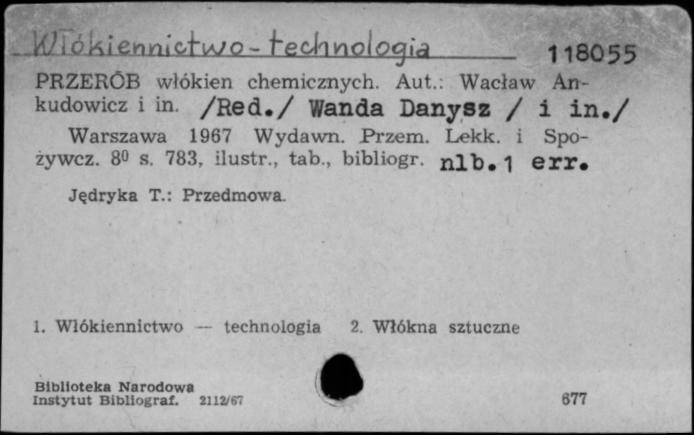 Włókiennictwo - technologia 118055
PRZERÓB włókien chemicznych. Aut.: Wacław An-
kudowicz i in. /Red./ Wanda Danysz / i in./
Warszawa 1967 Wydawn. Przem. Lekk. i Spo-
żywcz. 8⁰ s. 783, ilustr., tab., bibliogr. nlb.1 err.
Jędryka T.: Przedmowa.
1. Włókiennictwo — technologia 2. Włókna sztuczne
Biblioteka Narodowa
Instytut Bibliograf. 2112/67 677